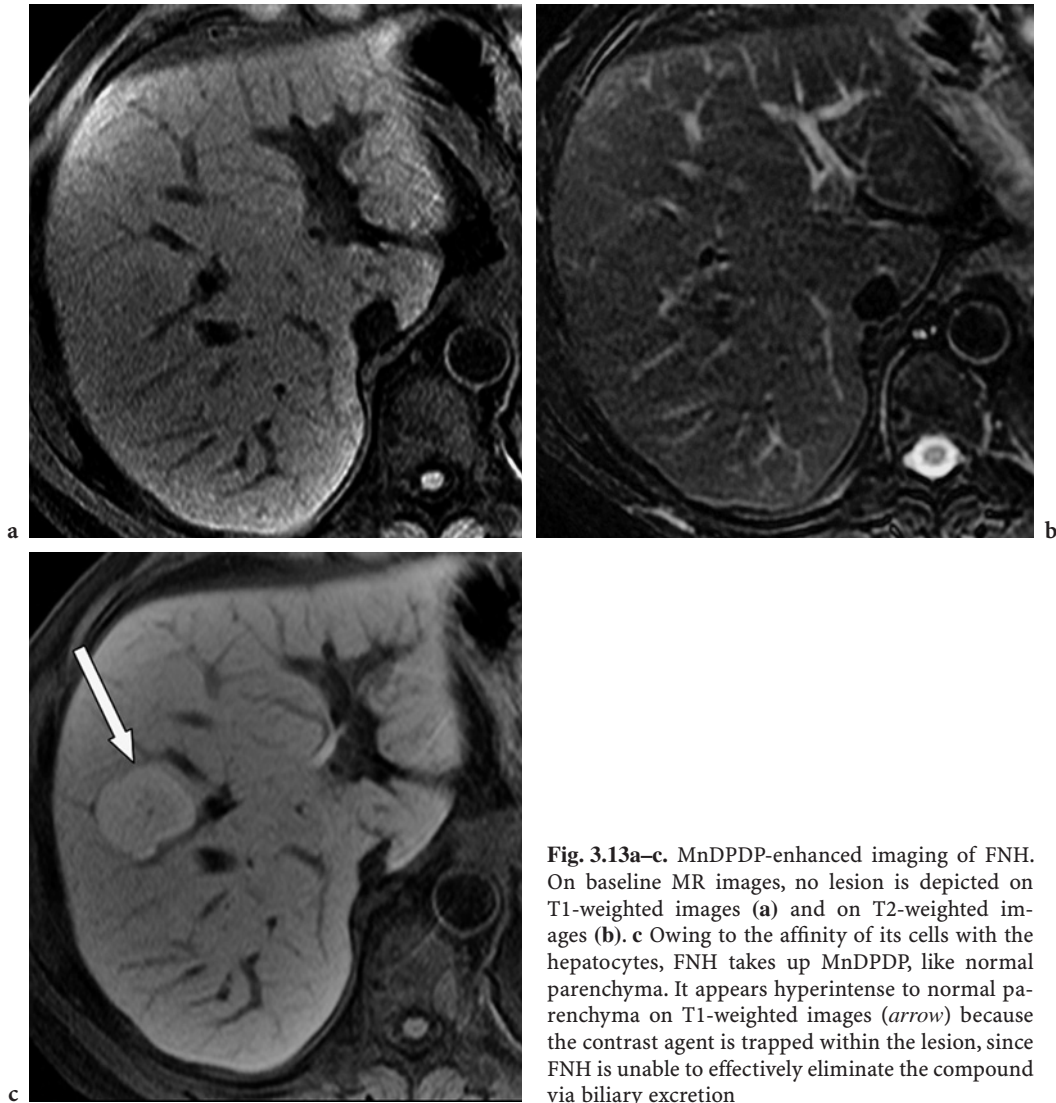 a
b
c
Fig. 3.13a–c. MnDPDP-enhanced imaging of FNH.
On baseline MR images, no lesion is depicted on
T1-weighted images (a) and on T2-weighted im-
ages (b). c Owing to the affinity of its cells with the
hepatocytes, FNH takes up MnDPDP, like normal
parenchyma. It appears hyperintense to normal pa-
renchyma on T1-weighted images (arrow) because
the contrast agent is trapped within the lesion, since
FNH is unable to effectively eliminate the compound
via biliary excretion